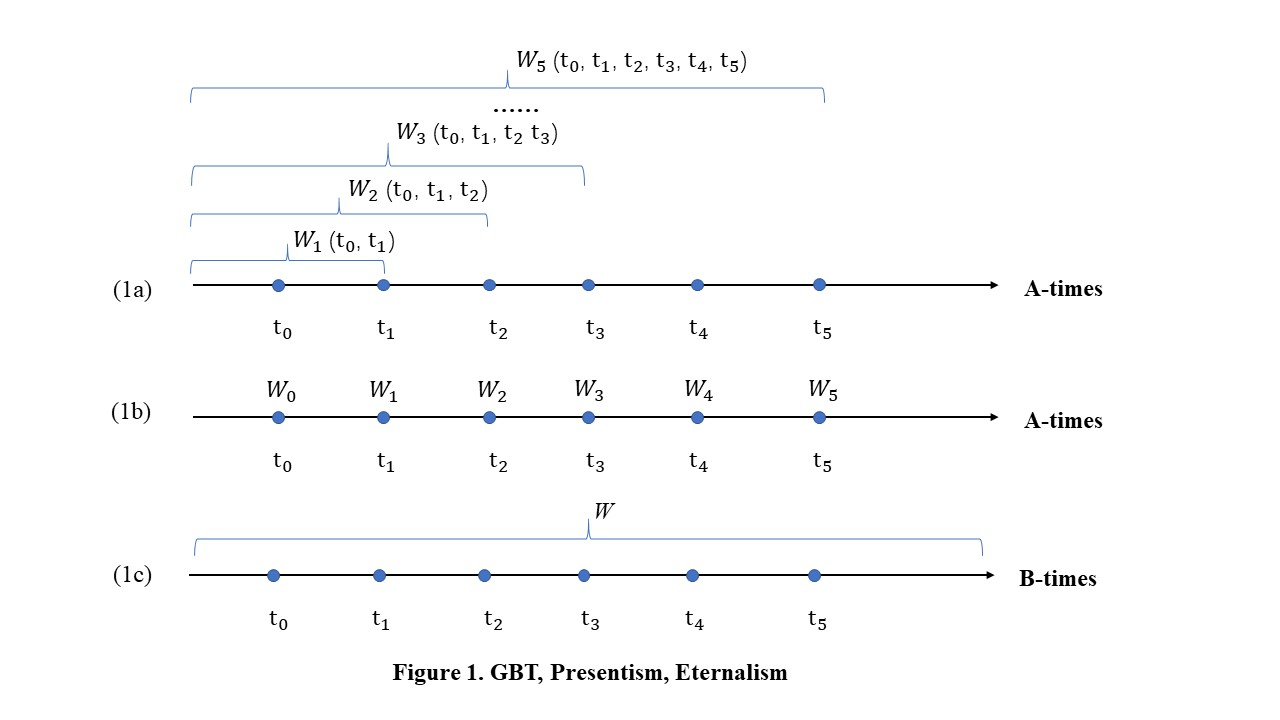 W₅ (t₀, t₁, t₂, t₃, t₄, t₅)
......
W₃ (t₀, t₁, t₂ t₃)
W₂ (t₀, t₁, t₂)
W₁ (t₀, t₁)
(1a) A-times
t₀ t₁ t₂ t₃ t₄ t₅
W₀ W₁ W₂ W₃ W₄ W₅
(1b) A-times
t₀ t₁ t₂ t₃ t₄ t₅
W
(1c) B-times
t₀ t₁ t₂ t₃ t₄ t₅
Figure 1. GBT, Presentism, Eternalism